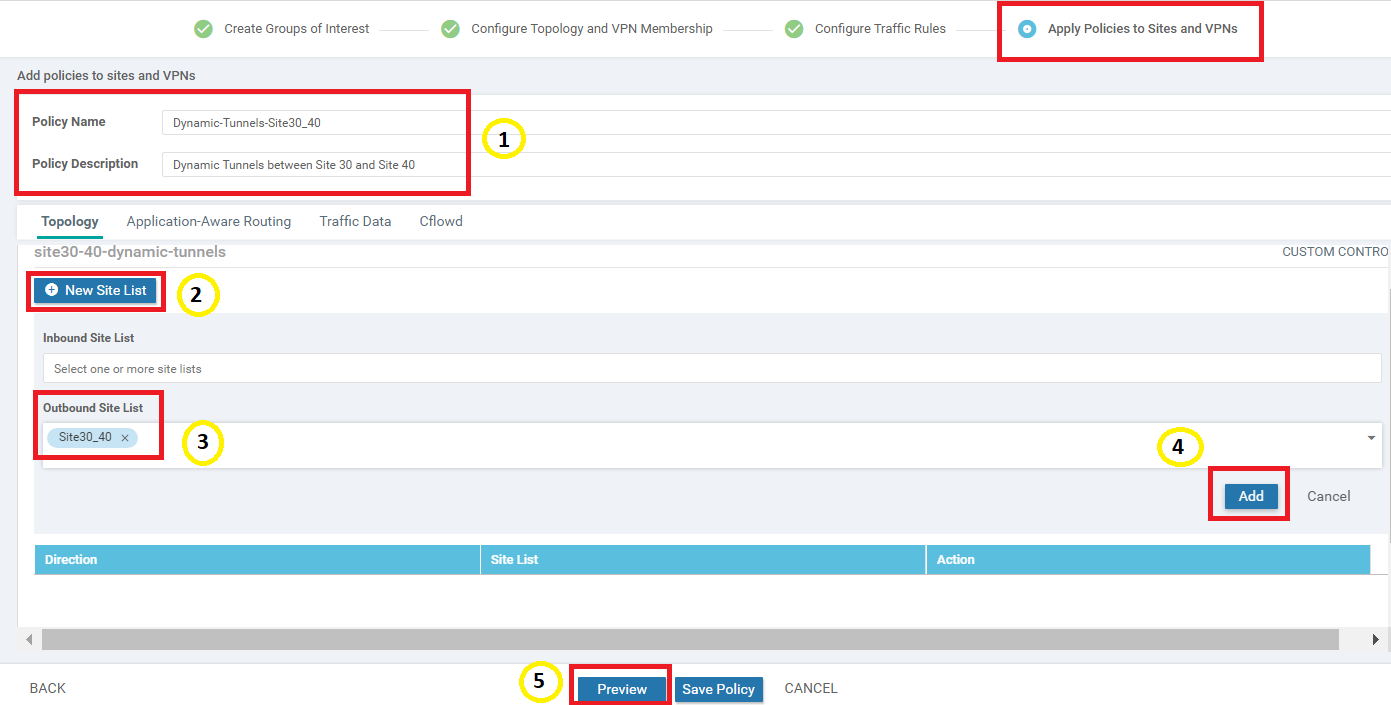 Create Groups of Interest
Configure Topology and VPN Membership
Configure Traffic Rules
Apply Policies to Sites and VPNs
Add policies to sites and VPNs
Policy Name
Dynamic-Tunnels-Site30_40
1
Policy Description
Dynamic Tunnels between Site 30 and Site 40
Topology
Application-Aware Routing
Traffic Data
Cflowd
site30-40-dynamic-tunnels
CUSTOM CONTRO
New Site List
2
Inbound Site List
Select one or more site lists
Outbound Site List
Site30_40 ×
3
4
Add
Cancel
Direction
Site List
Action
BACK
5
Preview
Save Policy
CANCEL